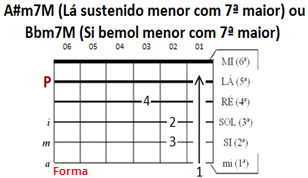 A#m7M (Lá sustenido menor com 7ª maior) ou
Bbm7M (Si bemol menor com 7ª maior)
06 05 04 03 02 01
MI (6ª)
P LÁ (5ª)
4 RÉ (4ª)
i 2 SOL (3ª)
m 3 SI (2ª)
a 1 mi (1ª)
Forma